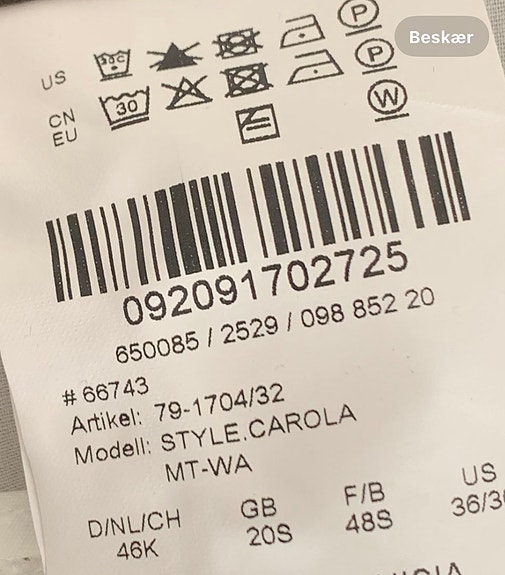 Beskær
US 30C P
CN
EU 30 P
W
092091702725
650085 / 2529 / 098 852 20
# 66743
Artikel: 79-1704/32
Modell: STYLE.CAROLA
MT-WA
D/NL/CH GB F/B US
46K 20S 48S